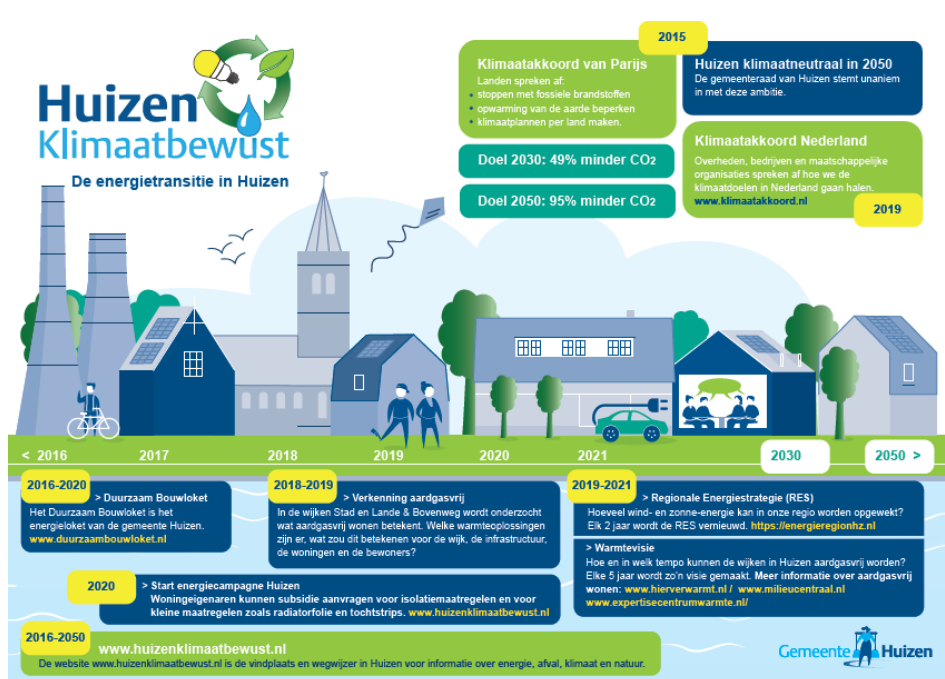 Huizen
Klimaatbewust
De energietransitie in Huizen
2015
Klimaatakkoord van Parijs
Landen spreken af:
• stoppen met fossiele brandstoffen
• opwarming van de aarde beperken
• klimaatplannen per land maken.
Doel 2030: 49% minder CO2
Doel 2050: 95% minder CO2
Huizen klimaatneutraal in 2050
De gemeenteraad van Huizen stemt unaniem
in met deze ambitie.
Klimaatakkoord Nederland
Overheden, bedrijven en maatschappelijke
organisaties spreken af hoe we de
klimaatdoelen in Nederland gaan halen.
www.klimaatakkoord.nl
2019
< 2016 2017 2018 2019 2020 2021 2030 2050 >
2016-2020
> Duurzaam Bouwloket
Het Duurzaam Bouwloket is het
energieloket van de gemeente Huizen.
www.duurzaambouwloket.nl
2018-2019
> Verkenning aardgasvrij
In de wijken Stad en Lande & Bovenweg wordt onderzocht
wat aardgasvrij wonen betekent. Welke warmteoplossingen
zijn er, wat zou dit betekenen voor de wijk, de infrastructuur,
de woningen en de bewoners?
2019-2021
> Regionale Energiestrategie (RES)
Hoeveel wind- en zonne-energie kan in onze regio worden opgewekt?
Elk 2 jaar wordt de RES vernieuwd. https://energieregionhz.nl
> Warmtevisie
Hoe en in welk tempo kunnen de wijken in Huizen aardgasvrij worden?
Elke 5 jaar wordt zo'n visie gemaakt. Meer informatie over aardgasvrij
wonen: www.hierverwarmt.nl / www.milieucentraal.nl
www.expertisecentrumwarmte.nl/
2020
> Start energiecampagne Huizen
Woningeigenaren kunnen subsidie aanvragen voor isolatiemaatregelen en voor
kleine maatregelen zoals radiatorfolie en tochtstrips. www.huizenklimaatbewust.nl
2016-2050
www.huizenklimaatbewust.nl
De website www.huizenklimaatbewust.nl is de vindplaats en wegwijzer in Huizen voor informatie over energie, afval, klimaat en natuur.
Gemeente Huizen